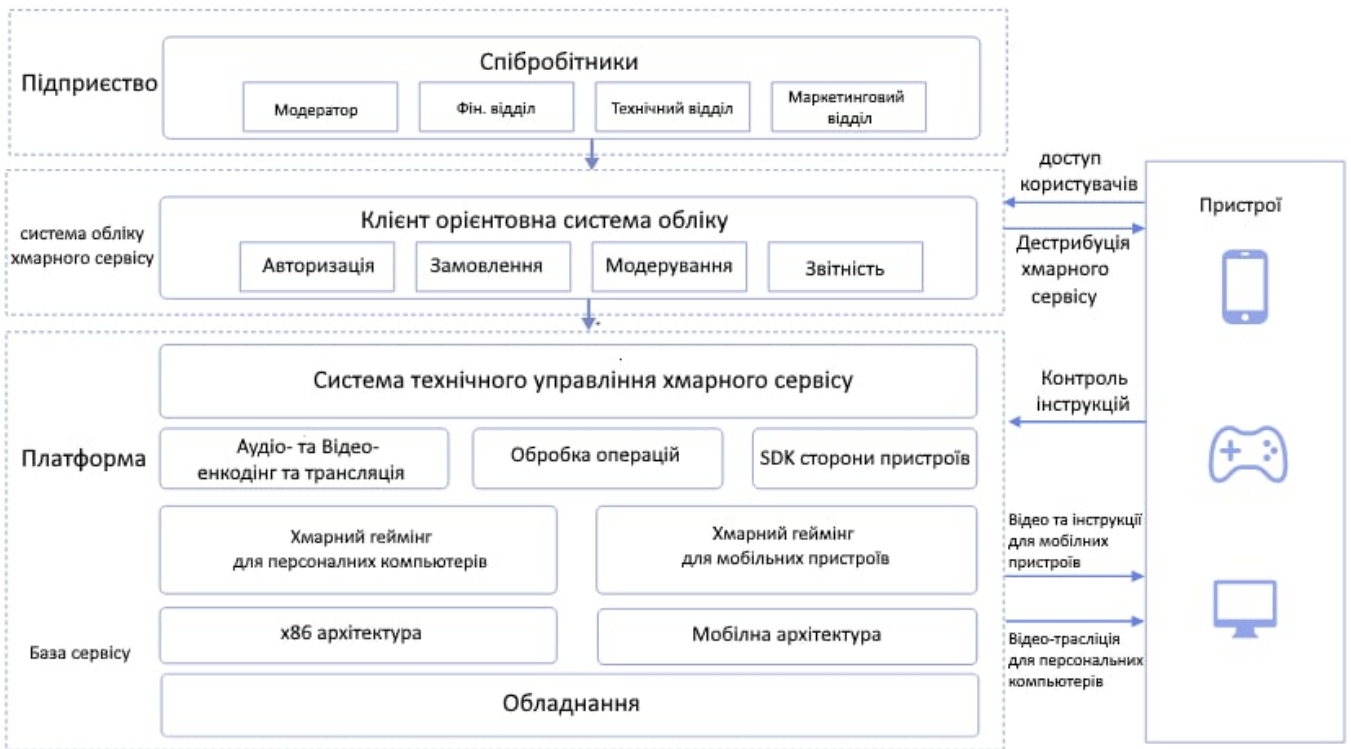 Підприєство
Спібробітники
Модератор
Фін. відділ
Технічний відділ
Маркетинговий
відділ
система обліку
хмарного сервісу
Клієнт орієнтовна система обліку
Авторизація
Замовлення
Модерування
Звітність
доступ
користувачів
Дестрибуція
хмарного
сервісу
Пристрої
Платформа
Система технічного управління хмарного сервісу
Аудіо- та Відео-
енкодінг та трансляція
Обробка операцій
SDK сторони пристроїв
Контроль
інструкцій
Хмарний геймінг
для персоналних компьютерів
Хмарний геймінг
для мобільних пристроїв
Відео та інструкції
для мобілних
пристроїв
База сервісу
x86 архітектура
Мобілна архітектура
Відео-трасліція
для персональних
компьютерів
Обладнання